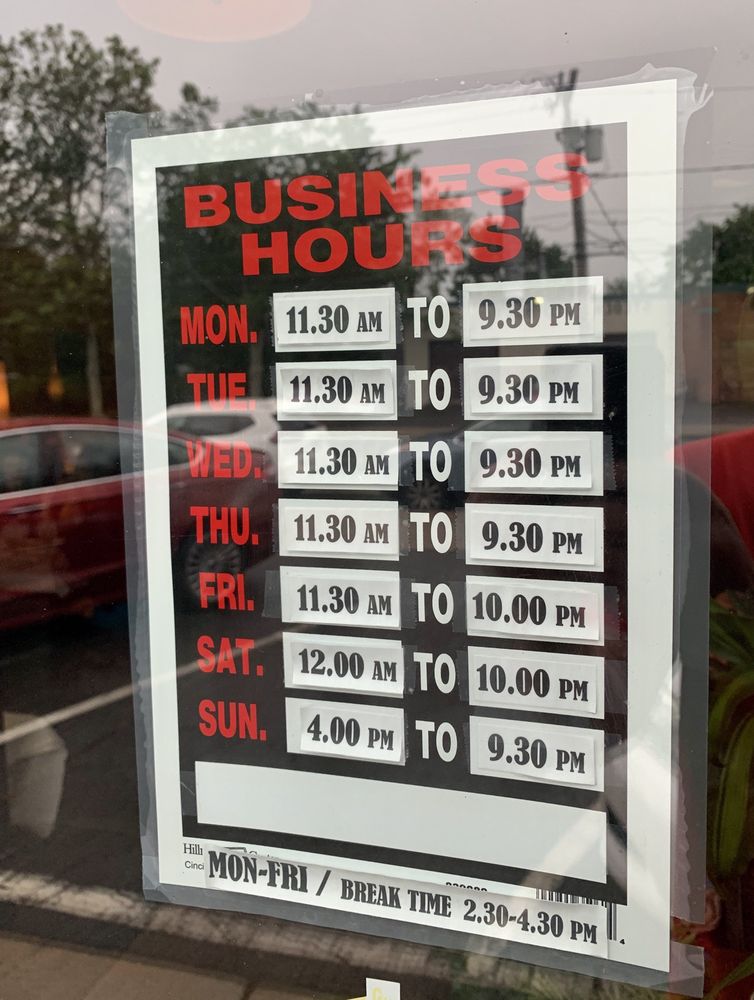 BUSINESS
HOURS
MON. 11.30 AM TO 9.30 PM
TUE. 11.30 AM TO 9.30 PM
WED. 11.30 AM TO 9.30 PM
THU. 11.30 AM TO 9.30 PM
FRI. 11.30 AM TO 10.00 PM
SAT. 12.00 AM TO 10.00 PM
SUN. 4.00 PM TO 9.30 PM
MON-FRI / BREAK TIME 2.30-4.30 PM